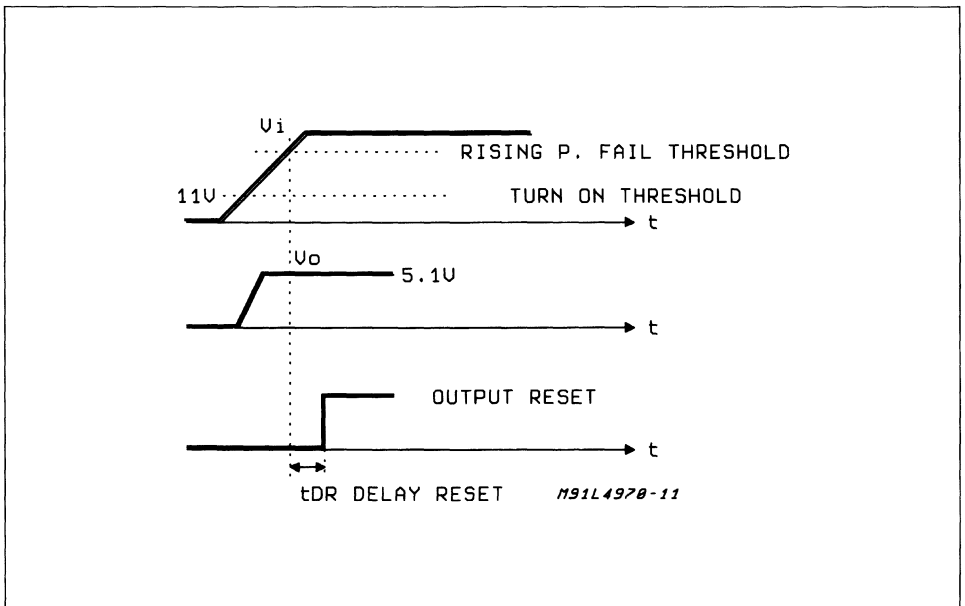 Vi
RISING P. FAIL THRESHOLD
11V
TURN ON THRESHOLD
t
Vo
5.1V
t
OUTPUT RESET
t
tDR DELAY RESET
M91L4970-11